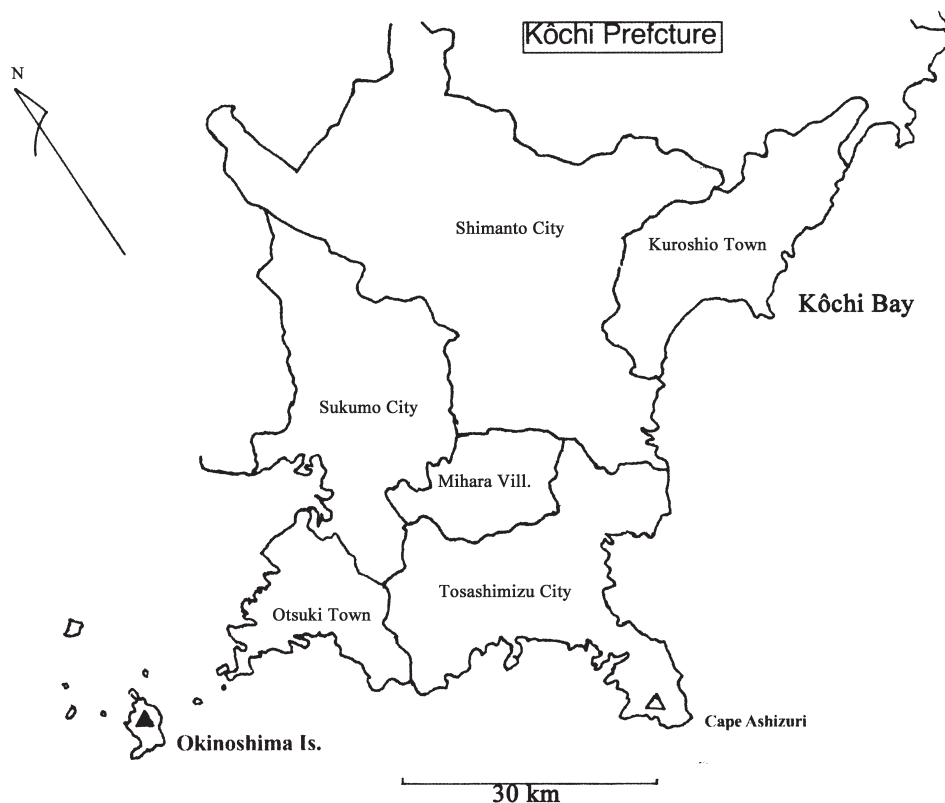 Kôchi Prefcture
N
Shimanto City
Kuroshio Town
Kôchi Bay
Sukumo City
Mihara Vill.
Tosashimizu City
Otsuki Town
Cape Ashizuri
Okinoshima Is.
30 km